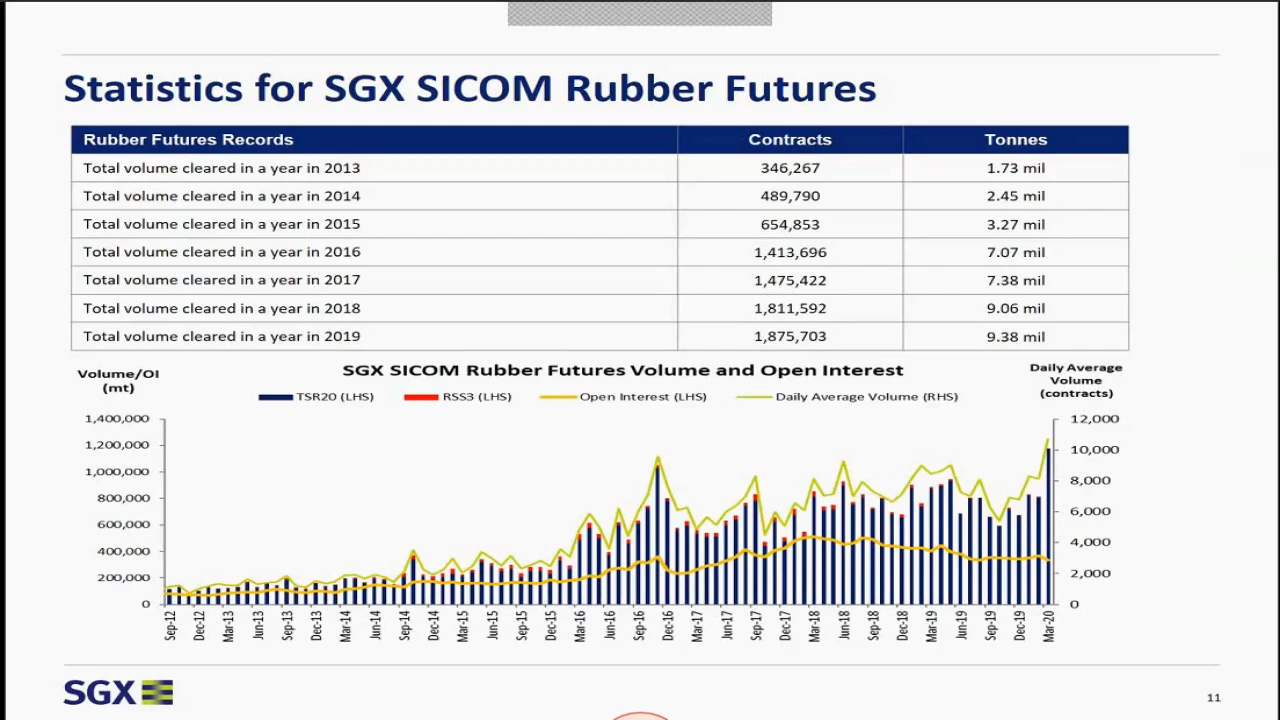 Statistics for SGX SICOM Rubber Futures
Rubber Futures Records Contracts Tonnes
Total volume cleared in a year in 2013 346,267 1.73 mil
Total volume cleared in a year in 2014 489,790 2.45 mil
Total volume cleared in a year in 2015 654,853 3.27 mil
Total volume cleared in a year in 2016 1,413,696 7.07 mil
Total volume cleared in a year in 2017 1,475,422 7.38 mil
Total volume cleared in a year in 2018 1,811,592 9.06 mil
Total volume cleared in a year in 2019 1,875,703 9.38 mil
Volume/OI
(mt)
SGX SICOM Rubber Futures Volume and Open Interest
Daily Average
Volume
(contracts)
TSR20 (LHS) RSS3 (LHS) Open Interest (LHS) Daily Average Volume (RHS)
1,400,000
1,200,000
1,000,000
800,000
600,000
400,000
200,000
0
12,000
10,000
8,000
6,000
4,000
2,000
0
Sep-12 Dec-12 Mar-13 Jun-13 Sep-13 Dec-13 Mar-14 Jun-14 Sep-14 Dec-14 Mar-15 Jun-15 Sep-15 Dec-15 Mar-16 Jun-16 Sep-16 Dec-16 Mar-17 Jun-17 Sep-17 Dec-17 Mar-18 Jun-18 Sep-18 Dec-18 Mar-19 Jun-19 Sep-19 Dec-19 Mar-20
SGX
11